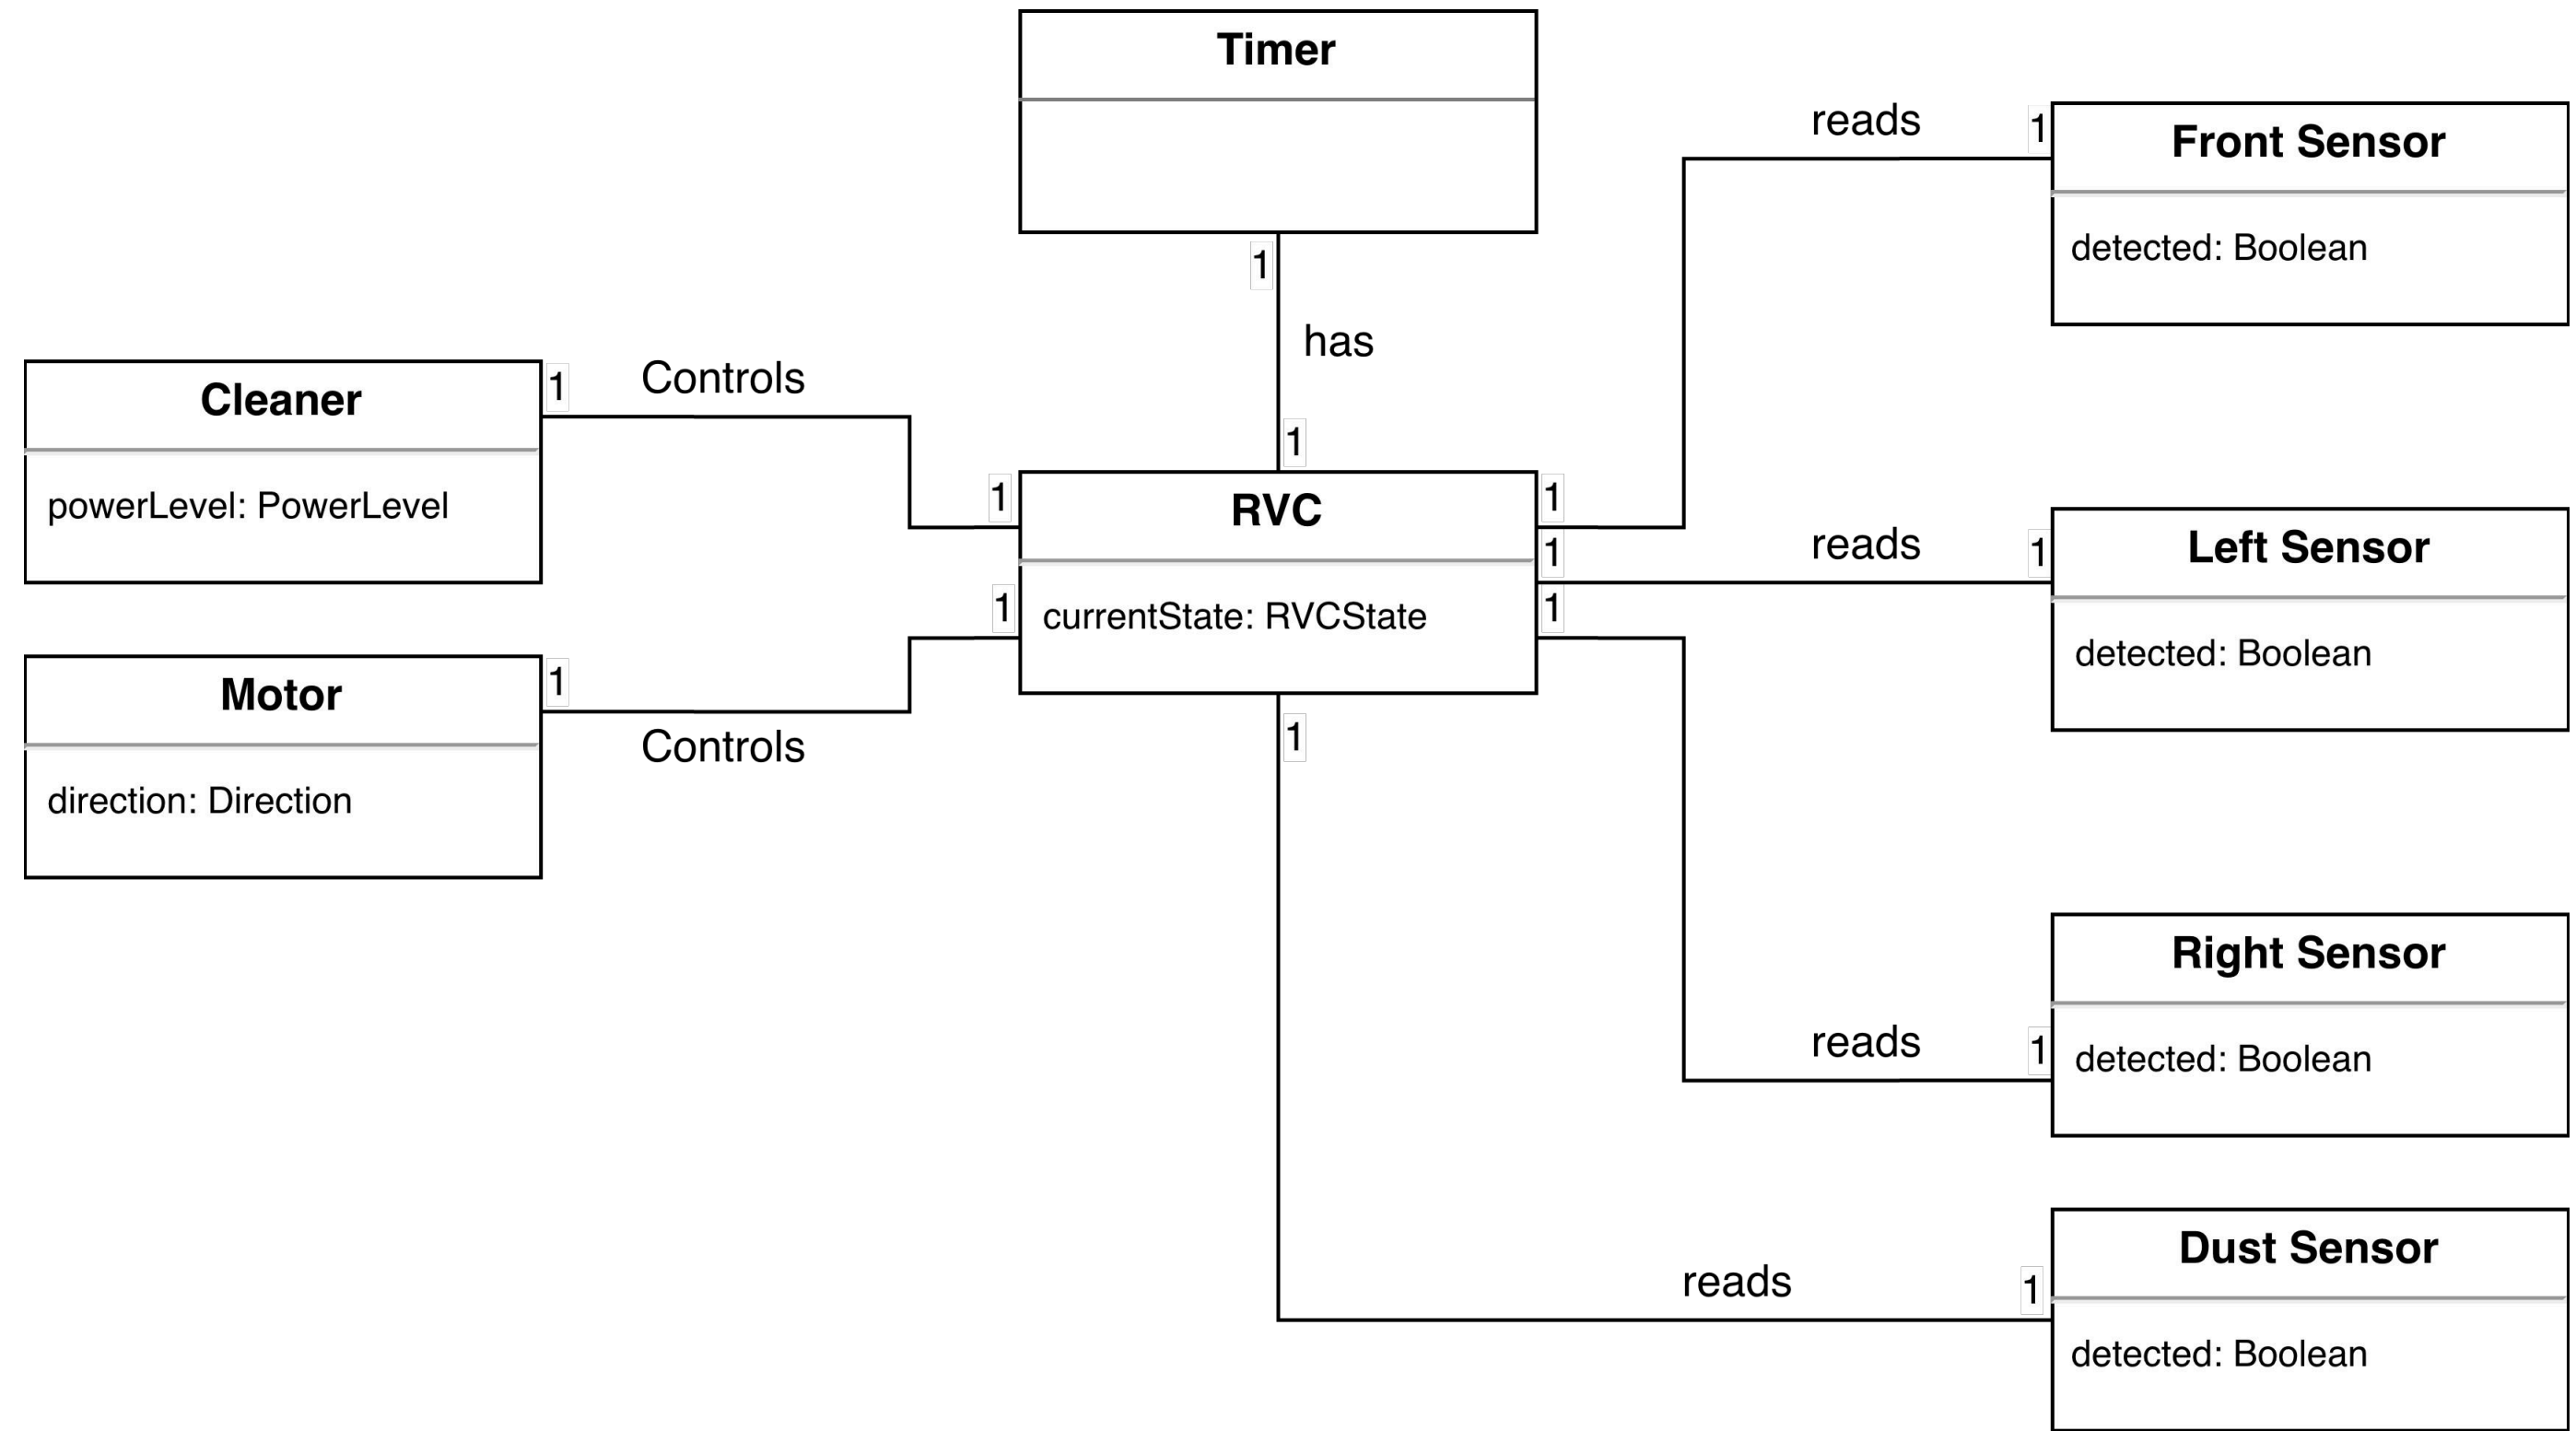 Timer
1
has
1
Cleaner
powerLevel: PowerLevel
1
Controls
1
Motor
direction: Direction
1
Controls
1
RVC
currentState: RVCState
1
1
1
1
reads
1
Front Sensor
detected: Boolean
reads
1
Left Sensor
detected: Boolean
reads
1
Right Sensor
detected: Boolean
reads
1
Dust Sensor
detected: Boolean